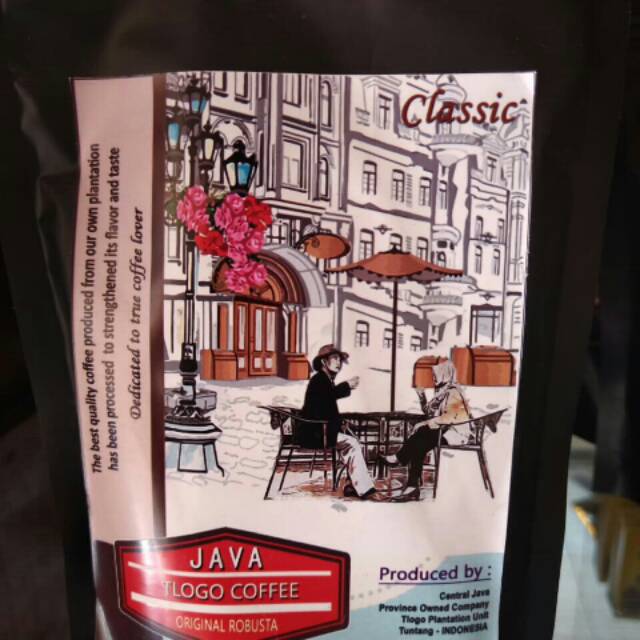 Classic
The best quality coffee produced from our own plantation
has been processed to strengthened its flavor and taste
Dedicated to true coffee lover
JAVA
TLOGO COFFEE
ORIGINAL ROBUSTA
Produced by :
Central Java
Province Owned Company
Tlogo Plantation Unit
Tuntang - INDONESIA